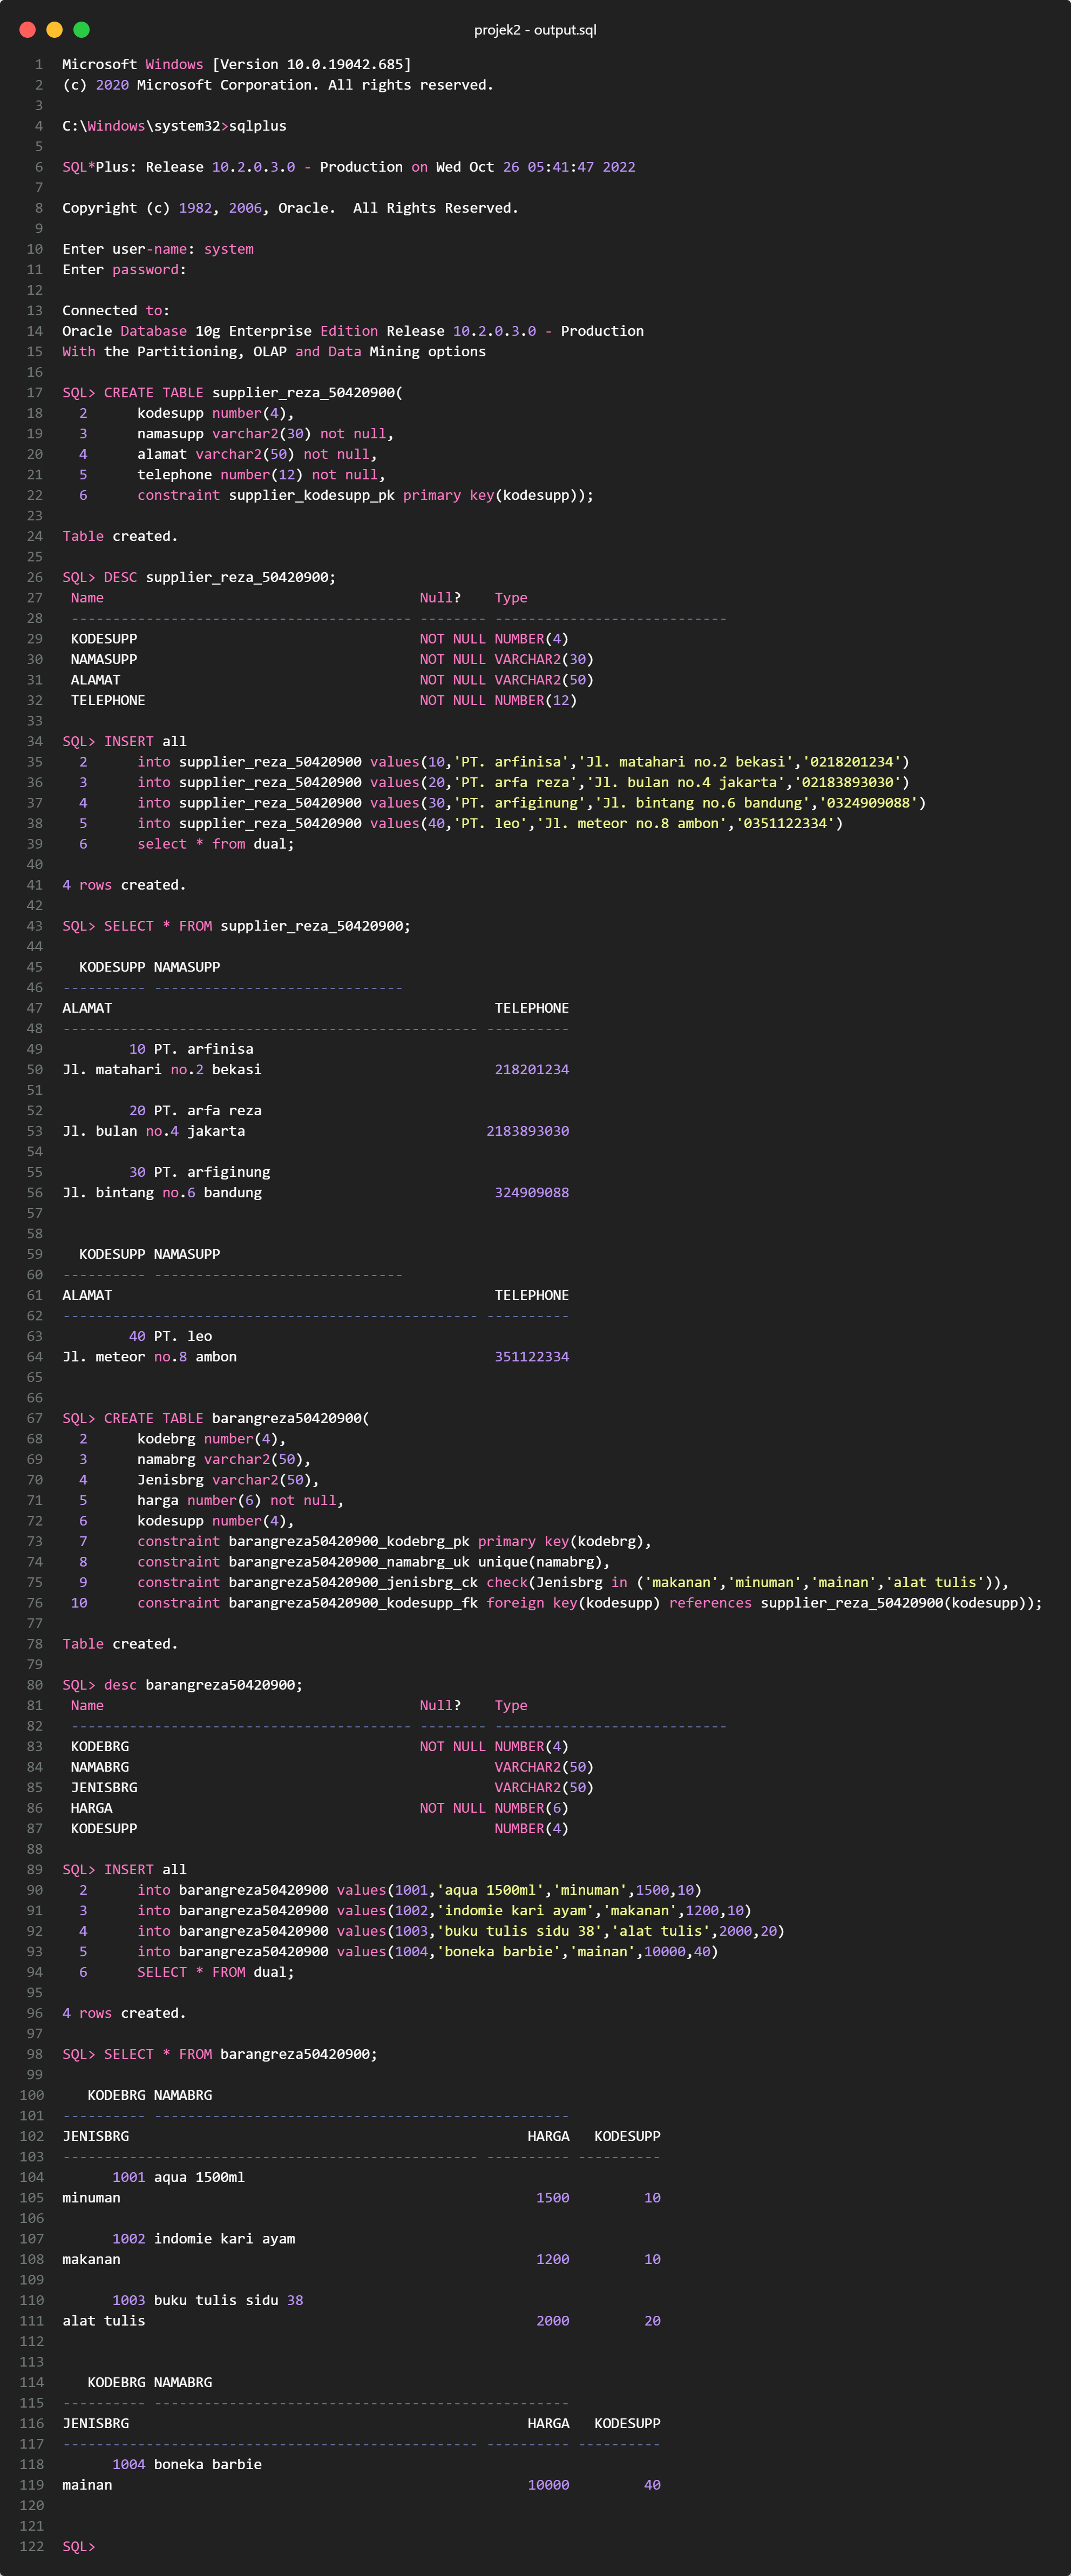 projek2 - output.sql
1 Microsoft Windows [Version 10.0.19042.685]
2 (c) 2020 Microsoft Corporation. All rights reserved.
3
4 C:\Windows\system32>sqlplus
5
6 SQL*Plus: Release 10.2.0.3.0 - Production on Wed Oct 26 05:41:47 2022
7
8 Copyright (c) 1982, 2006, Oracle.  All Rights Reserved.
9
10 Enter user-name: system
11 Enter password:
12
13 Connected to:
14 Oracle Database 10g Enterprise Edition Release 10.2.0.3.0 - Production
15 With the Partitioning, OLAP and Data Mining options
16
17 SQL> CREATE TABLE supplier_reza_50420900(
18   2      kodesupp number(4),
19   3      namasupp varchar2(30) not null,
20   4      alamat varchar2(50) not null,
21   5      telephone number(12) not null,
22   6      constraint supplier_kodesupp_pk primary key(kodesupp));
23
24 Table created.
25
26 SQL> DESC supplier_reza_50420900;
27  Name                                      Null?    Type
28  ----------------------------------------- -------- ----------------------------
29  KODESUPP                                  NOT NULL NUMBER(4)
30  NAMASUPP                                  NOT NULL VARCHAR2(30)
31  ALAMAT                                    NOT NULL VARCHAR2(50)
32  TELEPHONE                                 NOT NULL NUMBER(12)
33
34 SQL> INSERT all
35   2      into supplier_reza_50420900 values(10,'PT. arfinisa','Jl. matahari no.2 bekasi','0218201234')
36   3      into supplier_reza_50420900 values(20,'PT. arfa reza','Jl. bulan no.4 jakarta','02183893030')
37   4      into supplier_reza_50420900 values(30,'PT. arfiginung','Jl. bintang no.6 bandung','0324909088')
38   5      into supplier_reza_50420900 values(40,'PT. leo','Jl. meteor no.8 ambon','0351122334')
39   6      select * from dual;
40
41 4 rows created.
42
43 SQL> SELECT * FROM supplier_reza_50420900;
44
45   KODESUPP NAMASUPP
46 ---------- ------------------------------
47 ALAMAT                                              TELEPHONE
48 -------------------------------------------------- ----------
49         10 PT. arfinisa
50 Jl. matahari no.2 bekasi                            218201234
51
52         20 PT. arfa reza
53 Jl. bulan no.4 jakarta                             2183893030
54
55         30 PT. arfiginung
56 Jl. bintang no.6 bandung                            324909088
57
58
59   KODESUPP NAMASUPP
60 ---------- ------------------------------
61 ALAMAT                                              TELEPHONE
62 -------------------------------------------------- ----------
63         40 PT. leo
64 Jl. meteor no.8 ambon                               351122334
65
66
67 SQL> CREATE TABLE barangreza50420900(
68   2      kodebrg number(4),
69   3      namabrg varchar2(50),
70   4      Jenisbrg varchar2(50),
71   5      harga number(6) not null,
72   6      kodesupp number(4),
73   7      constraint barangreza50420900_kodebrg_pk primary key(kodebrg),
74   8      constraint barangreza50420900_namabrg_uk unique(namabrg),
75   9      constraint barangreza50420900_jenisbrg_ck check(Jenisbrg in ('makanan','minuman','mainan','alat tulis')),
76  10      constraint barangreza50420900_kodesupp_fk foreign key(kodesupp) references supplier_reza_50420900(kodesupp));
77
78 Table created.
79
80 SQL> desc barangreza50420900;
81  Name                                      Null?    Type
82  ----------------------------------------- -------- ----------------------------
83  KODEBRG                                   NOT NULL NUMBER(4)
84  NAMABRG                                            VARCHAR2(50)
85  JENISBRG                                           VARCHAR2(50)
86  HARGA                                     NOT NULL NUMBER(6)
87  KODESUPP                                           NUMBER(4)
88
89 SQL> INSERT all
90   2      into barangreza50420900 values(1001,'aqua 1500ml','minuman',1500,10)
91   3      into barangreza50420900 values(1002,'indomie kari ayam','makanan',1200,10)
92   4      into barangreza50420900 values(1003,'buku tulis sidu 38','alat tulis',2000,20)
93   5      into barangreza50420900 values(1004,'boneka barbie','mainan',10000,40)
94   6      SELECT * FROM dual;
95
96 4 rows created.
97
98 SQL> SELECT * FROM barangreza50420900;
99
100    KODEBRG NAMABRG
101 ---------- --------------------------------------------------
102 JENISBRG                                                HARGA   KODESUPP
103 -------------------------------------------------- ---------- ----------
104       1001 aqua 1500ml
105 minuman                                                  1500         10
106
107       1002 indomie kari ayam
108 makanan                                                  1200         10
109
110       1003 buku tulis sidu 38
111 alat tulis                                               2000         20
112
113
114    KODEBRG NAMABRG
115 ---------- --------------------------------------------------
116 JENISBRG                                                HARGA   KODESUPP
117 -------------------------------------------------- ---------- ----------
118       1004 boneka barbie
119 mainan                                                  10000         40
120
121
122 SQL>